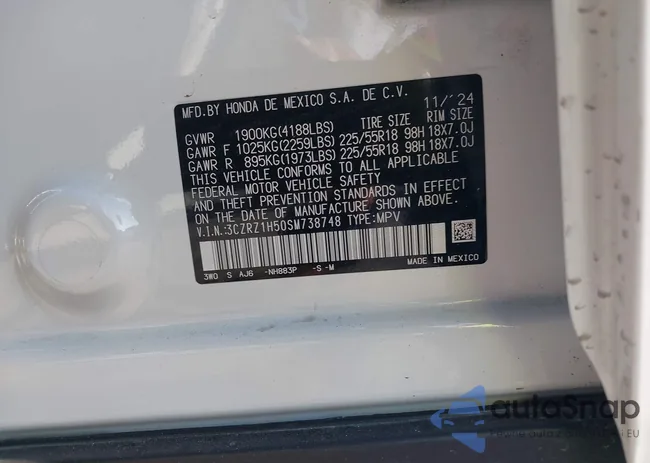 MFD.BY HONDA DE MEXICO S.A. DE C.V. 11/'24
GVWR 1900KG(4188LBS) TIRE SIZE RIM SIZE
GAWR F 1025KG(2259LBS) 225/55R18 98H 18X7.0J
GAWR R 895KG(1973LBS) 225/55R18 98H 18X7.0J
THIS VEHICLE CONFORMS TO ALL APPLICABLE
FEDERAL MOTOR VEHICLE SAFETY
AND THEFT PREVENTION STANDARDS IN EFFECT
ON THE DATE OF MANUFACTURE SHOWN ABOVE.
V.I.N.:3CZRZ1H50SM738748 TYPE:MPV
3W0 S AJ6 -NH883P -S -M MADE IN MEXICO
autoSnap
EU